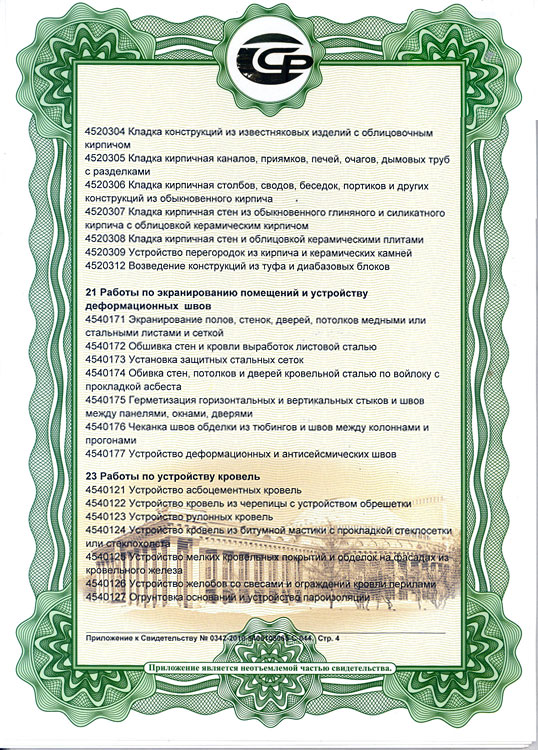 ССР
4520304 Кладка конструкций из известняковых изделий с облицовочным
кирпичом
4520305 Кладка кирпичная каналов, приямков, печей, очагов, дымовых труб
с разделками
4520306 Кладка кирпичная столбов, сводов, беседок, портиков и других
конструкций из обыкновенного кирпича
4520307 Кладка кирпичная стен из обыкновенного глиняного и силикатного
кирпича с облицовкой керамическим кирпичом
4520308 Кладка кирпичная стен и облицовкой керамическими плитами
4520309 Устройство перегородок из кирпича и керамических камней
4520312 Возведение конструкций из туфа и диабазовых блоков
21 Работы по экранированию помещений и устройству
деформационных швов
4540171 Экранирование полов, стенок, дверей, потолков медными или
стальными листами и сеткой
4540172 Обшивка стен и кровли выработок листовой сталью
4540173 Установка защитных стальных сеток
4540174 Обивка стен, потолков и дверей кровельной сталью по войлоку с
прокладкой асбеста
4540175 Герметизация горизонтальных и вертикальных стыков и швов
между панелями, окнами, дверями
4540176 Чеканка швов обделки из тюбингов и швов между колоннами и
прогонами
4540177 Устройство деформационных и антисейсмических швов
23 Работы по устройству кровель
4540121 Устройство асбоцементных кровель
4540122 Устройство кровель из черепицы с устройством обрешетки
4540123 Устройство рулонных кровель
4540124 Устройство кровель из битумной мастики с прокладкой стеклосетки
или стеклохолста
4540125 Устройство мелких кровельных покрытий и обделок на фасадах из
кровельного железа
4540126 Устройство желобов со свесами и ограждений кровли перилами
4540127 Огрунтовка оснований и устройство пароизоляции
Приложение к Свидетельству № Стр. 4
Приложение является неотъемлемой частью свидетельства.